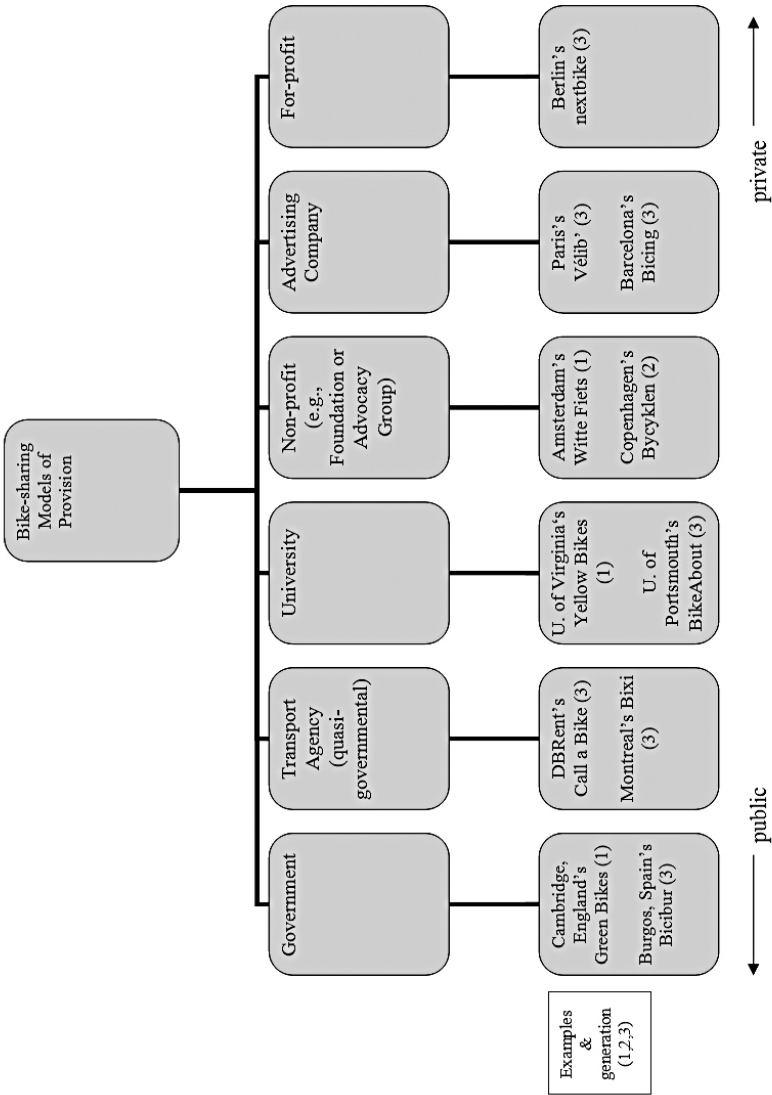 Bike-sharing
Models of
Provision
Government
Transport
Agency
(quasi-
governmental)
University
Non-profit
(e.g.,
Foundation or
Advocacy
Group)
Advertising
Company
For-profit
Examples
&
generation
(1,2,3)
Cambridge,
England's
Green Bikes (1)
Burgos, Spain's
Bicibur (3)
DBRent's
Call a Bike (3)
Montreal's Bixi
(3)
U. of Virginia‘s
Yellow Bikes
(1)
U. of
Portsmouth's
BikeAbout (3)
Amsterdam's
Witte Fiets (1)
Copenhagen's
Bycyklen (2)
Paris's
Vélib' (3)
Barcelona's
Bicing (3)
Berlin's
nextbike (3)
public
private